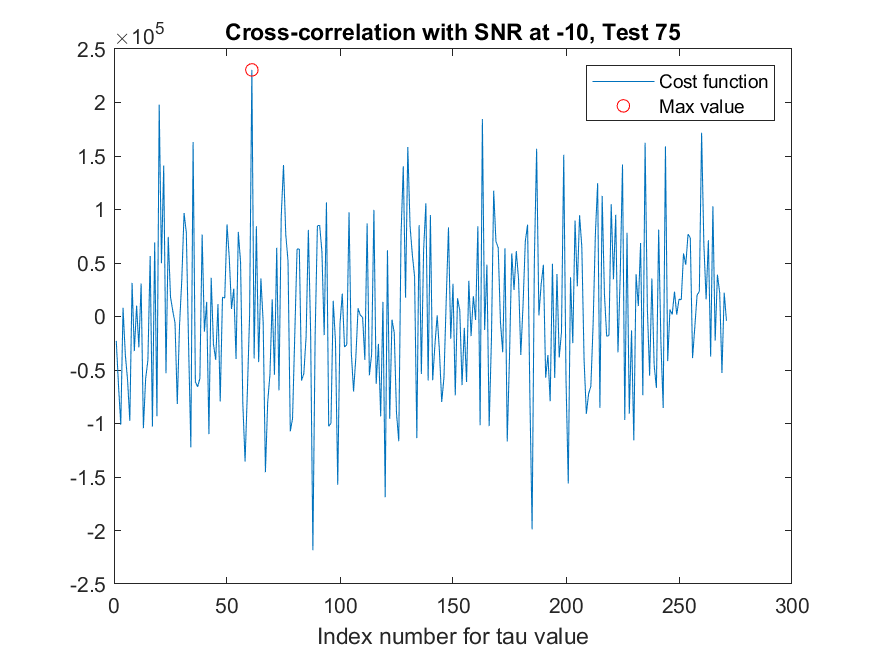 Cross-correlation with SNR at -10, Test 75
×10⁵
2.5
2
1.5
1
0.5
0
-0.5
-1
-1.5
-2
-2.5
Cost function
Max value
0 50 100 150 200 250 300
Index number for tau value